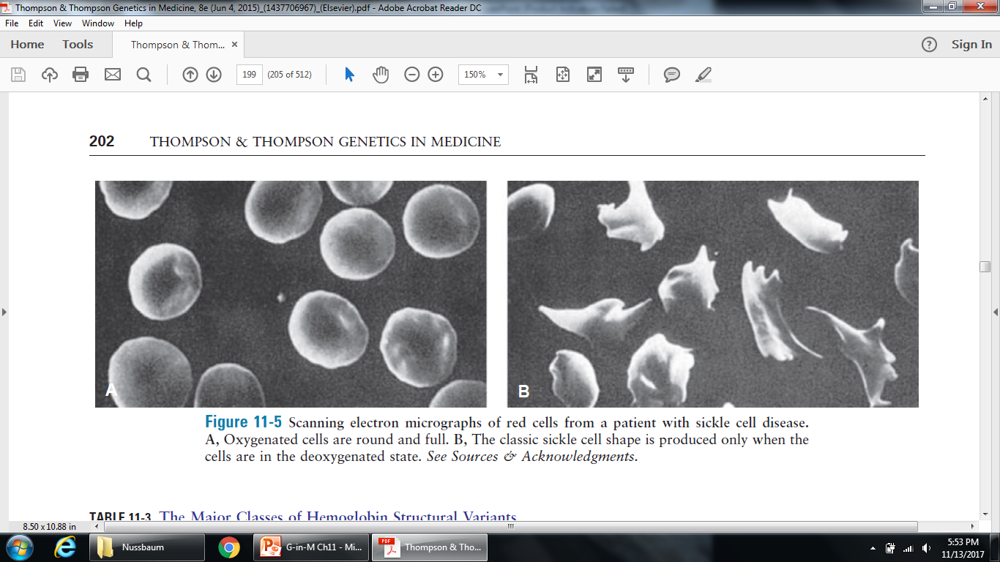 Thompson & Thompson Genetics in Medicine, 8e (Jun 4, 2015)_(1437706967)_(Elsevier).pdf - Adobe Acrobat Reader DC
File Edit View Window Help
Home Tools Thompson & Thom... × ? Sign In
199 (205 of 512) 150%
202 THOMPSON & THOMPSON GENETICS IN MEDICINE
A B
Figure 11-5 Scanning electron micrographs of red cells from a patient with sickle cell disease.
A, Oxygenated cells are round and full. B, The classic sickle cell shape is produced only when the
cells are in the deoxygenated state. See Sources & Acknowledgments.
TABLE 11-3 The Major Classes of Hemoglobin Structural Variants
8.50 x 10.88 in
Nussbaum G-in-M Ch11 - Mi... PDF Thompson & Tho... 5:53 PM
11/13/2017